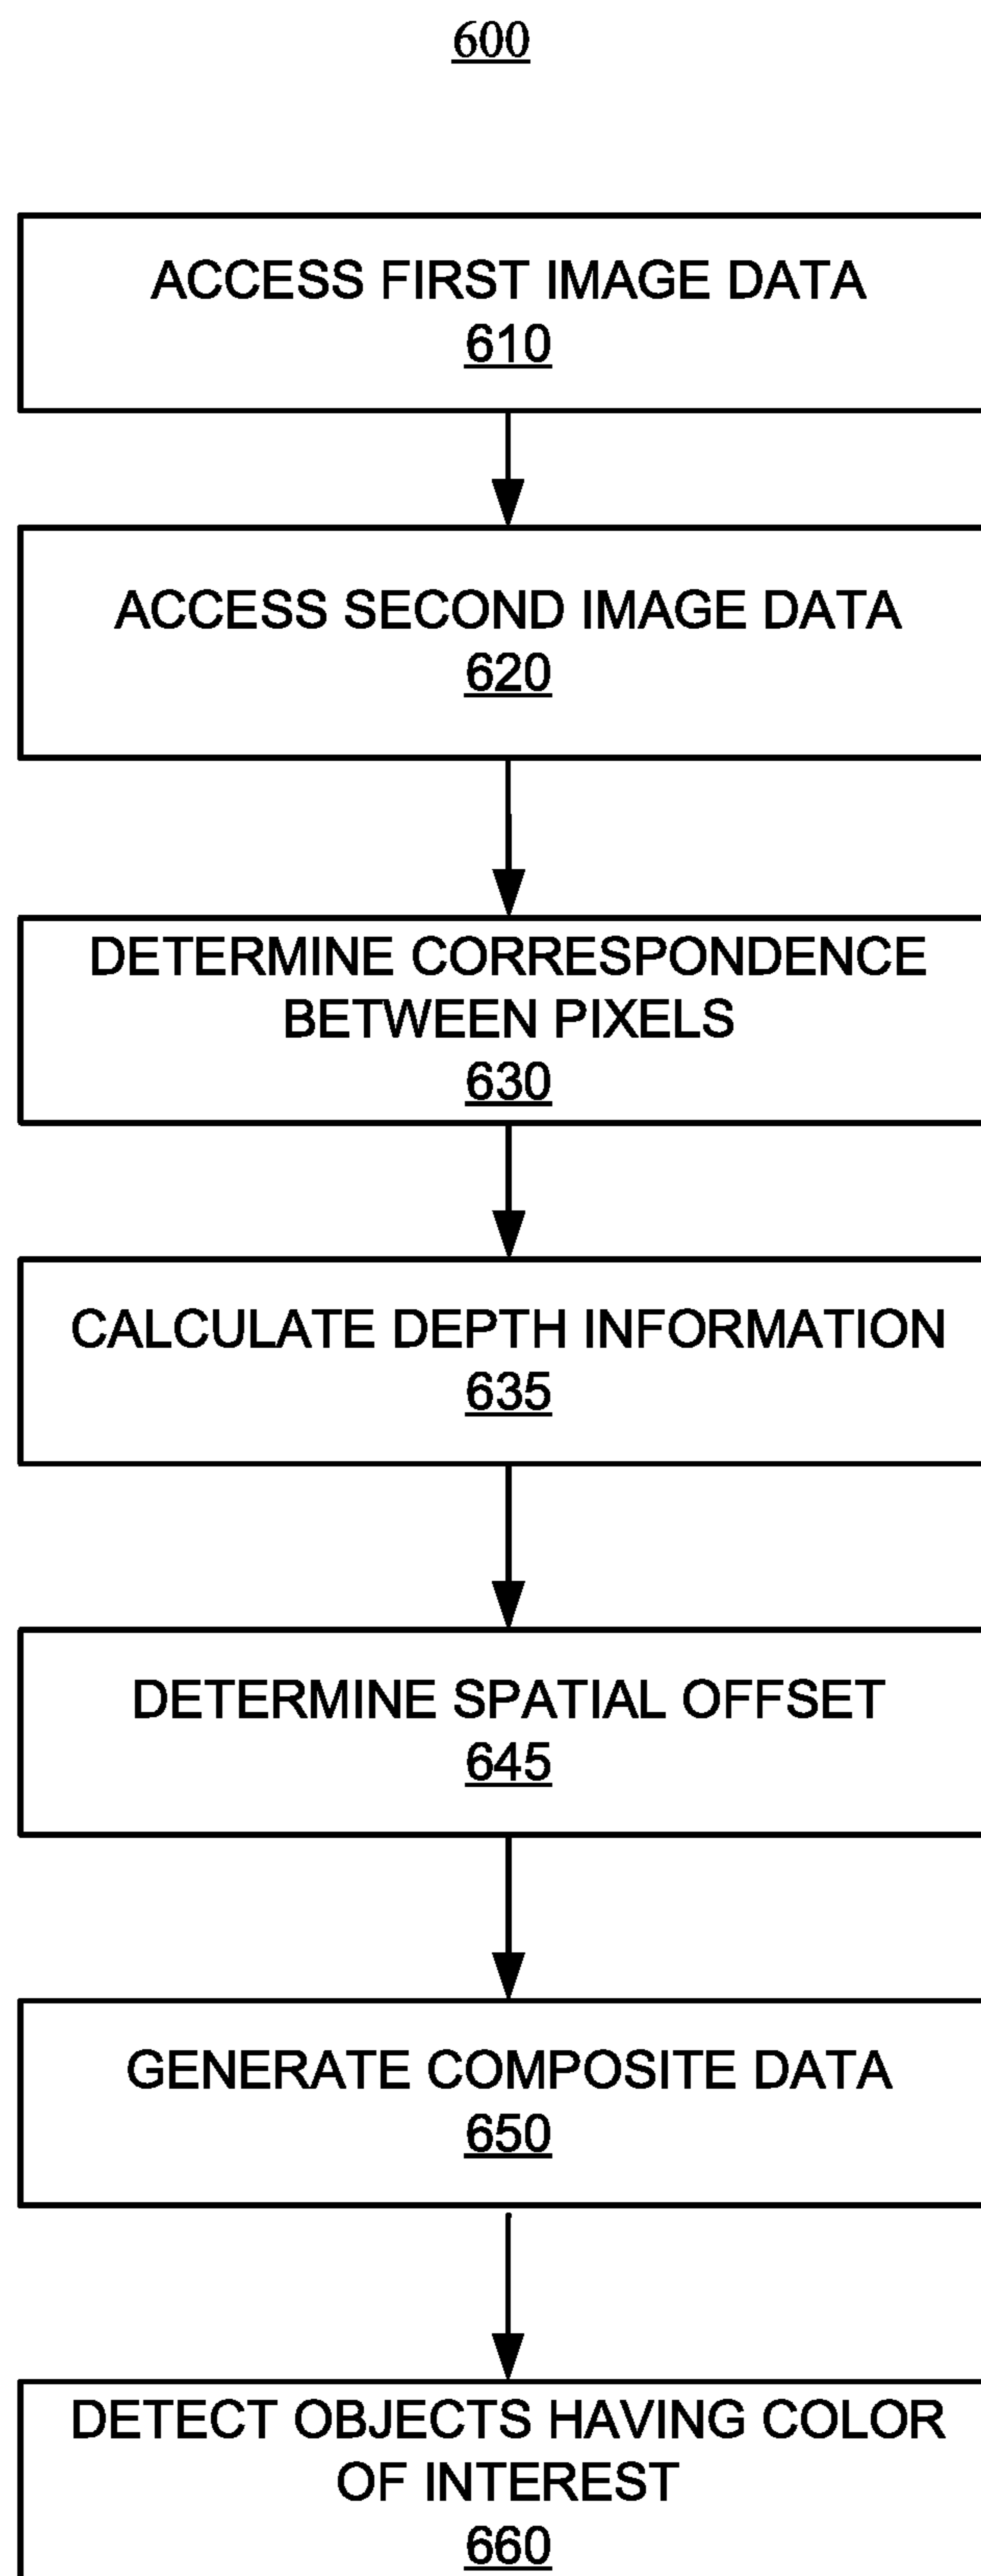 600
ACCESS FIRST IMAGE DATA
610
ACCESS SECOND IMAGE DATA
620
DETERMINE CORRESPONDENCE
BETWEEN PIXELS
630
CALCULATE DEPTH INFORMATION
635
DETERMINE SPATIAL OFFSET
645
GENERATE COMPOSITE DATA
650
DETECT OBJECTS HAVING COLOR
OF INTEREST
660